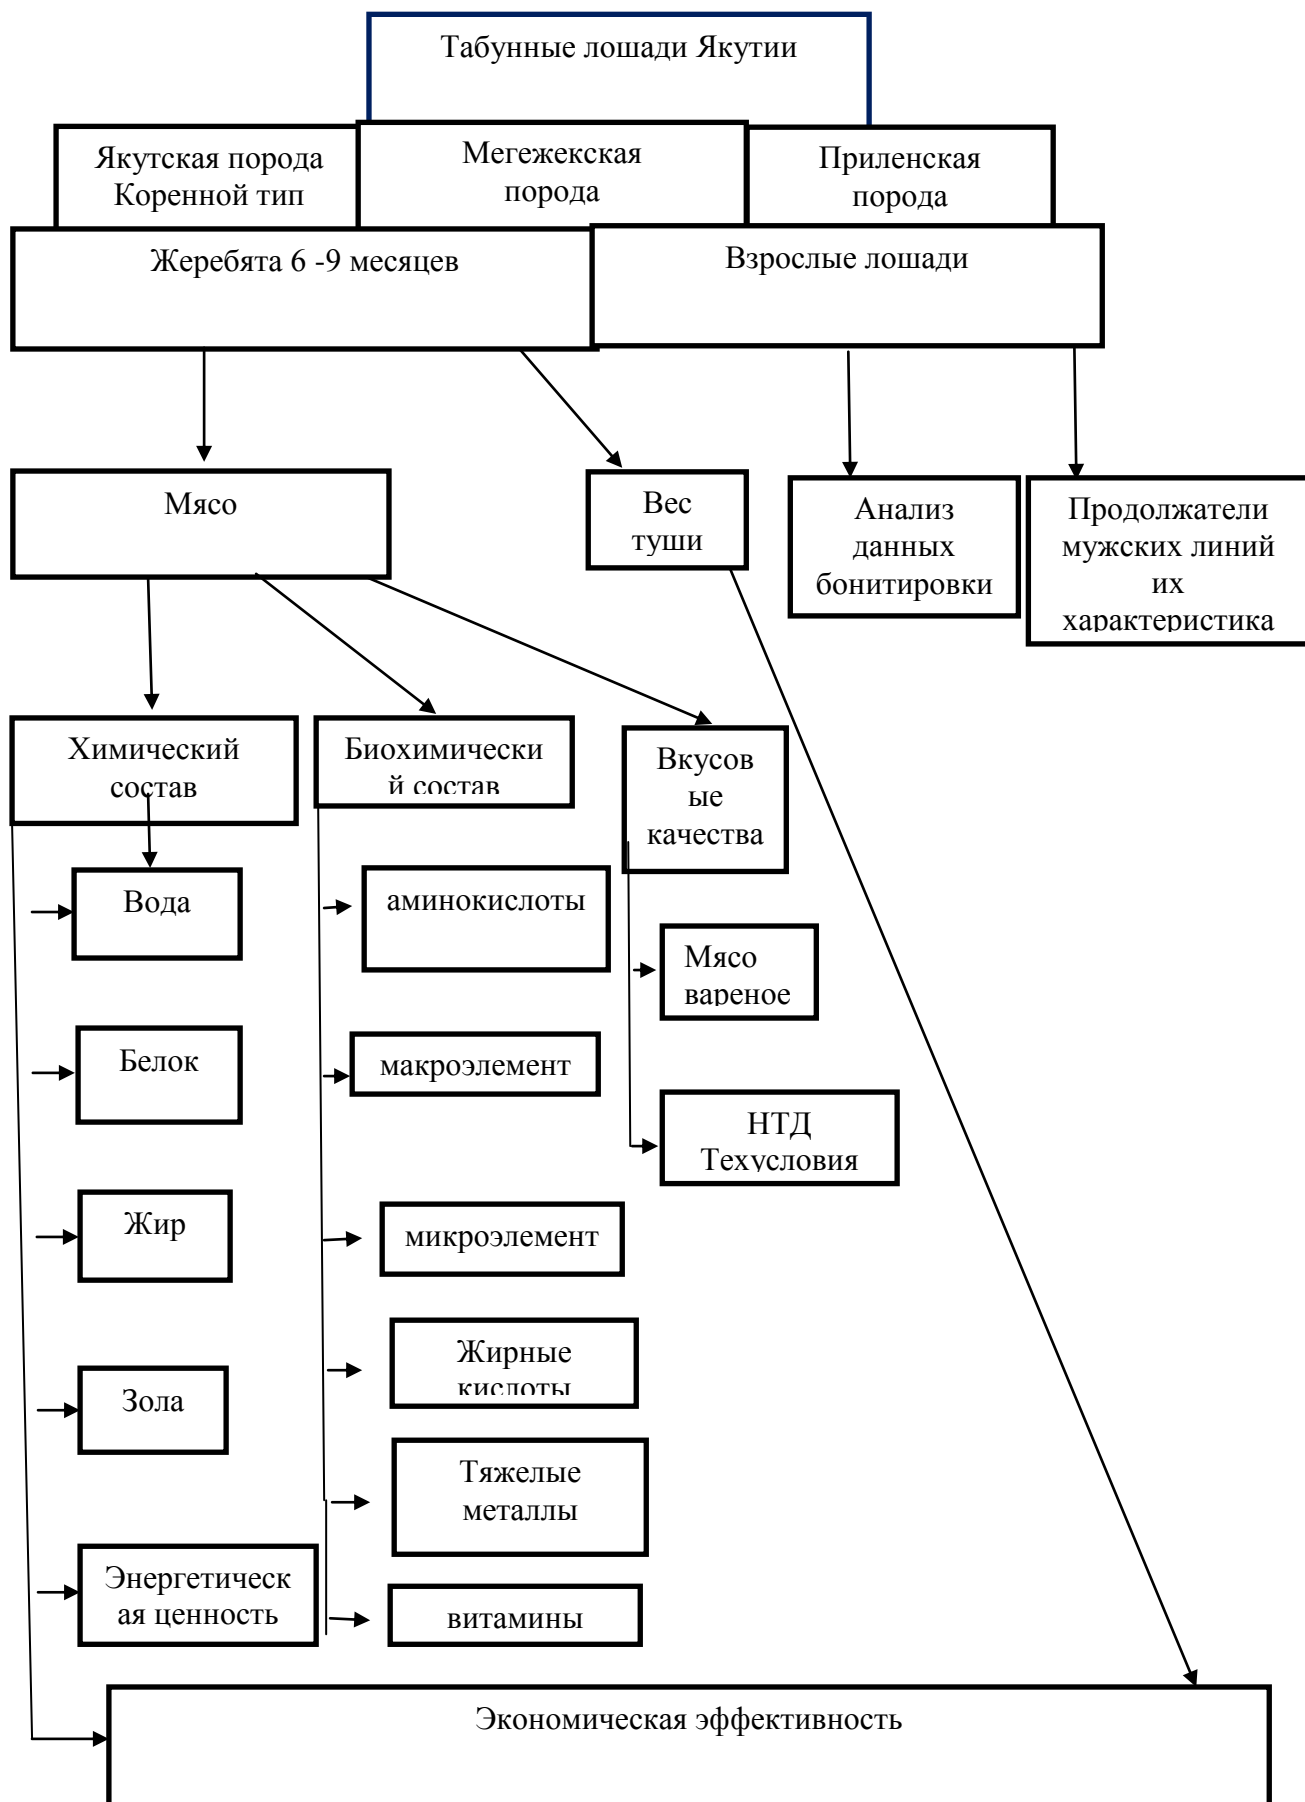 Табунные лошади Якутии
Якутская порода
Коренной тип
Мегежекская
порода
Приленская
порода
Жеребята 6 -9 месяцев
Взрослые лошади
Мясо
Вес
туши
Анализ
данных
бонитировки
Продолжатели
мужских линий
их
характеристика
Химический
состав
Биохимически
й состав
Вкусов
ые
качества
Вода
Белок
Жир
Зола
Энергетическ
ая ценность
аминокислоты
макроэлемент
микроэлемент
Жирные
кислоты
Тяжелые
металлы
витамины
Мясо
вареное
НТД
Техусловия
Экономическая эффективность